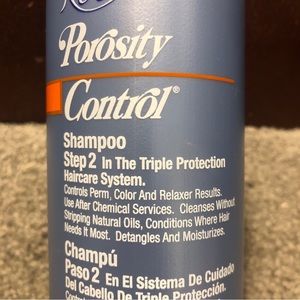 Porosity
Control®
Shampoo
Step 2 In The Triple Protection
Haircare System.
Controls Perm, Color And Relaxer Results.
Use After Chemical Services. Cleanses Without
Stripping Natural Oils, Conditions Where Hair
Needs It Most. Detangles And Moisturizes.
Champú
Paso 2 En El Sistema De Cuidado
Del Cabello De Triple Protección.